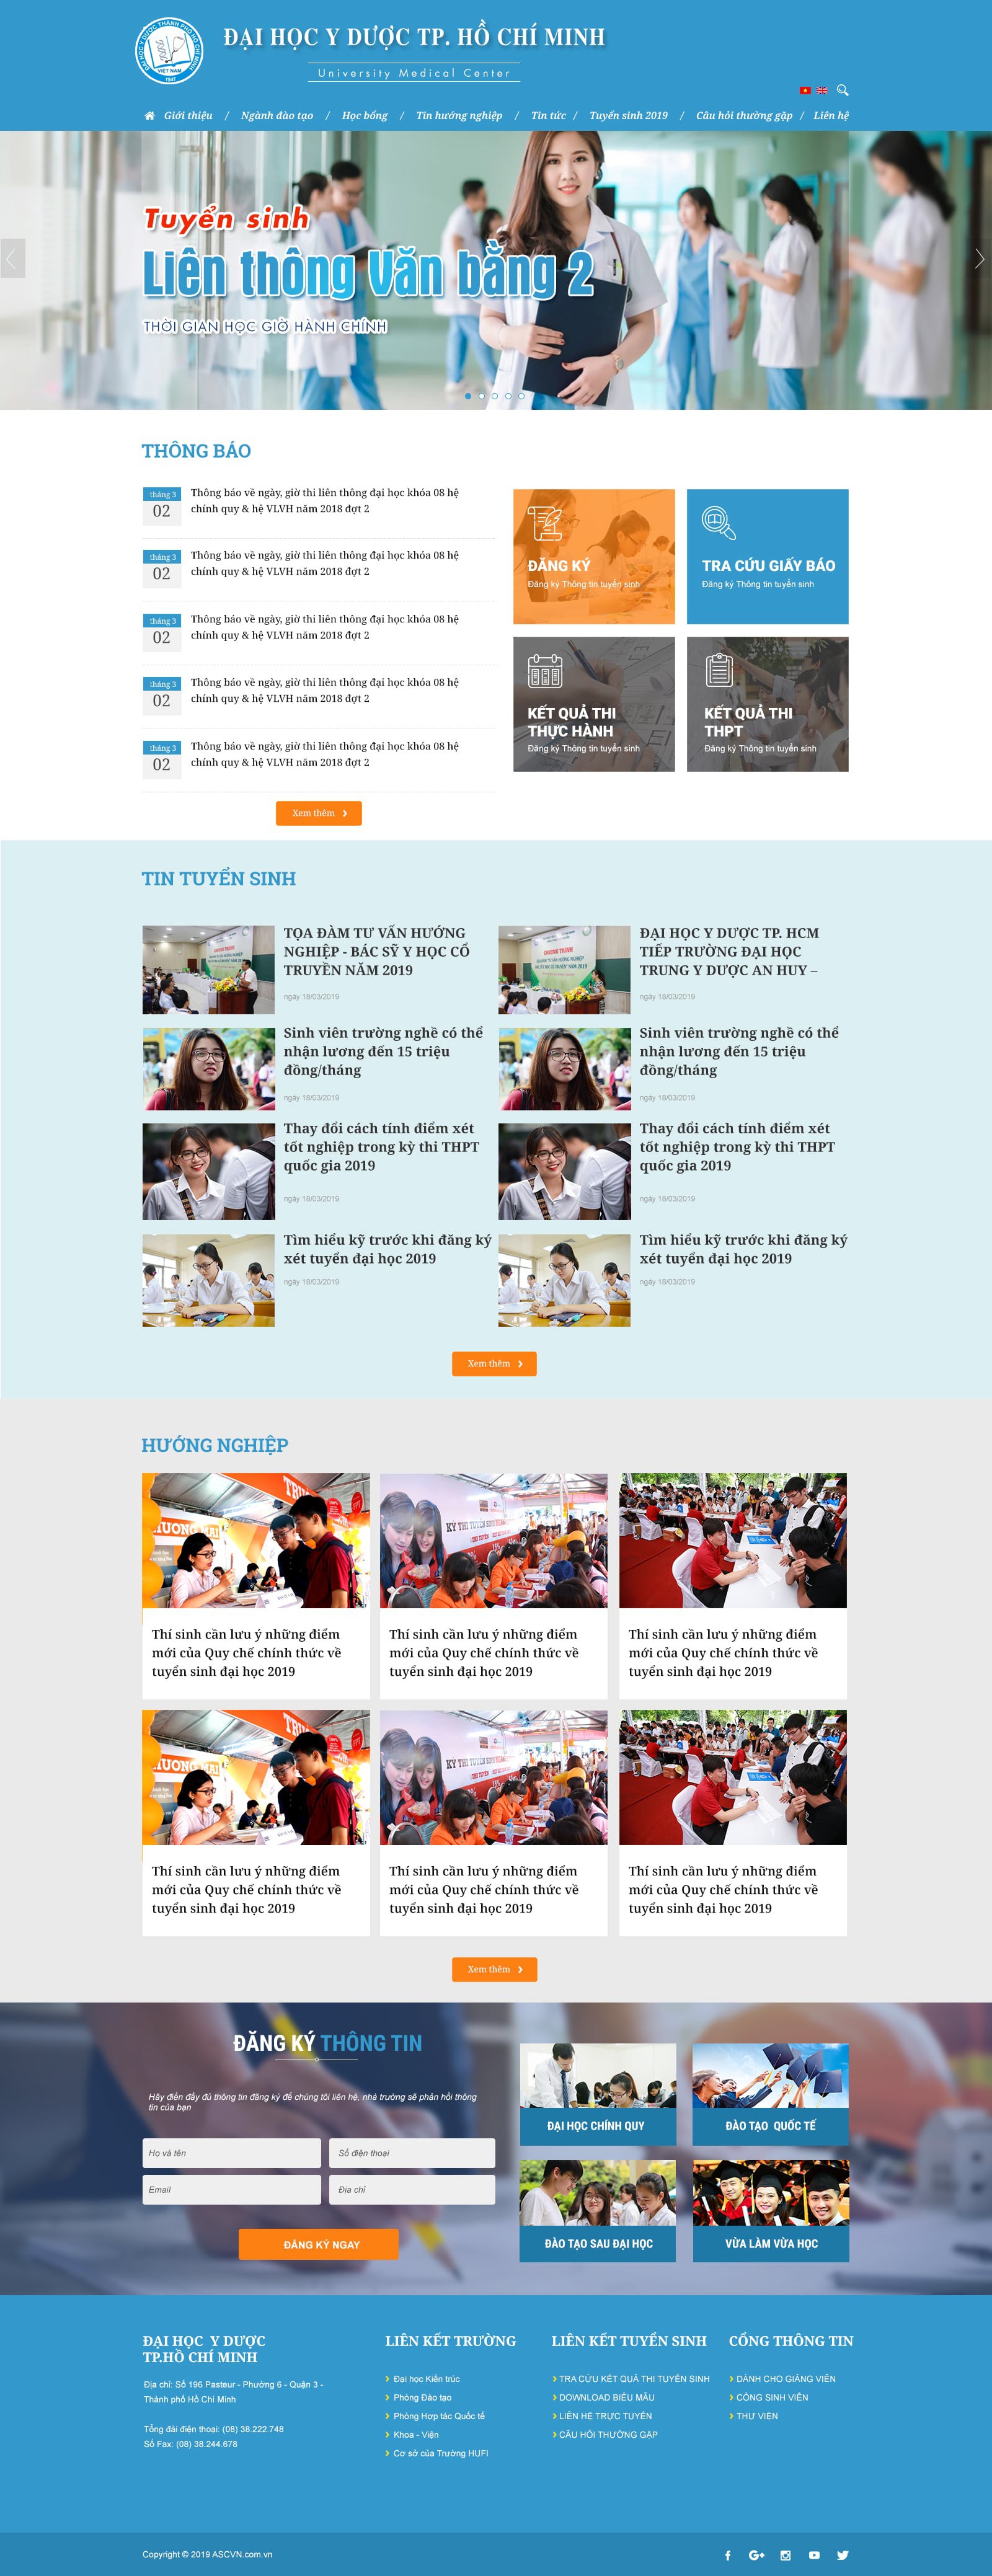 ĐẠI HỌC Y DƯỢC THÀNH PHỐ HỒ CHÍ MINH
VIỆT NAM
1947
ĐẠI HỌC Y DƯỢC TP. HỒ CHÍ MINH
University Medical Center
Giới thiệu / Ngành đào tạo / Học bổng / Tin hướng nghiệp / Tin tức / Tuyển sinh 2019 / Câu hỏi thường gặp / Liên hệ
Tuyển sinh
Liên thông Văn bằng 2
THỜI GIAN HỌC GIỜ HÀNH CHÍNH
THÔNG BÁO
tháng 3
02
Thông báo về ngày, giờ thi liên thông đại học khóa 08 hệ
chính quy & hệ VLVH năm 2018 đợt 2
tháng 3
02
Thông báo về ngày, giờ thi liên thông đại học khóa 08 hệ
chính quy & hệ VLVH năm 2018 đợt 2
tháng 3
02
Thông báo về ngày, giờ thi liên thông đại học khóa 08 hệ
chính quy & hệ VLVH năm 2018 đợt 2
tháng 3
02
Thông báo về ngày, giờ thi liên thông đại học khóa 08 hệ
chính quy & hệ VLVH năm 2018 đợt 2
tháng 3
02
Thông báo về ngày, giờ thi liên thông đại học khóa 08 hệ
chính quy & hệ VLVH năm 2018 đợt 2
Xem thêm
ĐĂNG KÝ
Đăng ký Thông tin tuyển sinh
TRA CỨU GIẤY BÁO
Đăng ký Thông tin tuyển sinh
KẾT QUẢ THI
THỰC HÀNH
Đăng ký Thông tin tuyển sinh
KẾT QUẢ THI
THPT
Đăng ký Thông tin tuyển sinh
TIN TUYỂN SINH
TỌA ĐÀM TƯ VẤN HƯỚNG
NGHIỆP - BÁC SỸ Y HỌC CỔ
TRUYỀN NĂM 2019
ngày 18/03/2019
ĐẠI HỌC Y DƯỢC TP. HCM
TIẾP TRƯỜNG ĐẠI HỌC
TRUNG Y DƯỢC AN HUY –
ngày 18/03/2019
Sinh viên trường nghề có thể
nhận lương đến 15 triệu
đồng/tháng
ngày 18/03/2019
Sinh viên trường nghề có thể
nhận lương đến 15 triệu
đồng/tháng
ngày 18/03/2019
Thay đổi cách tính điểm xét
tốt nghiệp trong kỳ thi THPT
quốc gia 2019
ngày 18/03/2019
Thay đổi cách tính điểm xét
tốt nghiệp trong kỳ thi THPT
quốc gia 2019
ngày 18/03/2019
Tìm hiểu kỹ trước khi đăng ký
xét tuyển đại học 2019
ngày 18/03/2019
Tìm hiểu kỹ trước khi đăng ký
xét tuyển đại học 2019
ngày 18/03/2019
Xem thêm
HƯỚNG NGHIỆP
Thí sinh cần lưu ý những điểm
mới của Quy chế chính thức về
tuyển sinh đại học 2019
Thí sinh cần lưu ý những điểm
mới của Quy chế chính thức về
tuyển sinh đại học 2019
Thí sinh cần lưu ý những điểm
mới của Quy chế chính thức về
tuyển sinh đại học 2019
Thí sinh cần lưu ý những điểm
mới của Quy chế chính thức về
tuyển sinh đại học 2019
Thí sinh cần lưu ý những điểm
mới của Quy chế chính thức về
tuyển sinh đại học 2019
Thí sinh cần lưu ý những điểm
mới của Quy chế chính thức về
tuyển sinh đại học 2019
Xem thêm
ĐĂNG KÝ THÔNG TIN
Hãy điền đầy đủ thông tin đăng ký để chúng tôi liên hệ, nhà trường sẽ phản hồi thông
tin của bạn
Họ và tên
Số điện thoại
Email
Địa chỉ
ĐĂNG KÝ NGAY
ĐẠI HỌC CHÍNH QUY
ĐÀO TẠO QUỐC TẾ
ĐÀO TẠO SAU ĐẠI HỌC
VỪA LÀM VỪA HỌC
ĐẠI HỌC Y DƯỢC
TP.HỒ CHÍ MINH
Địa chỉ: Số 196 Pasteur - Phường 6 - Quận 3 -
Thành phố Hồ Chí Minh
Tổng đài điện thoại: (08) 38.222.748
Số Fax: (08) 38.244.678
LIÊN KẾT TRƯỜNG
Đại học Kiến trúc
Phòng Đào tạo
Phòng Hợp tác Quốc tế
Khoa - Viện
Cơ sở của Trường HUFI
LIÊN KẾT TUYỂN SINH
TRA CỨU KẾT QUẢ THI TUYỂN SINH
DOWNLOAD BIỂU MẪU
LIÊN HỆ TRỰC TUYẾN
CÂU HỎI THƯỜNG GẶP
CỔNG THÔNG TIN
DÀNH CHO GIẢNG VIÊN
CỔNG SINH VIÊN
THƯ VIỆN
Copyright © 2019 ASCVN.com.vn